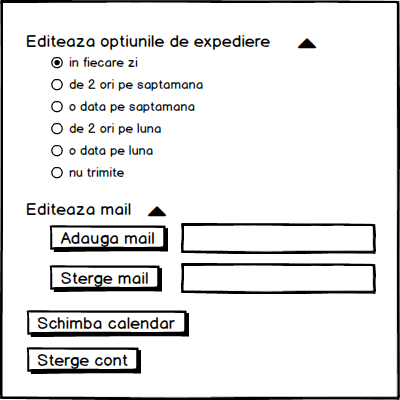 Editeaza optiunile de expediere
in fiecare zi
de 2 ori pe saptamana
o data pe saptamana
de 2 ori pe luna
o data pe luna
nu trimite
Editeaza mail
Adauga mail
Sterge mail
Schimba calendar
Sterge cont